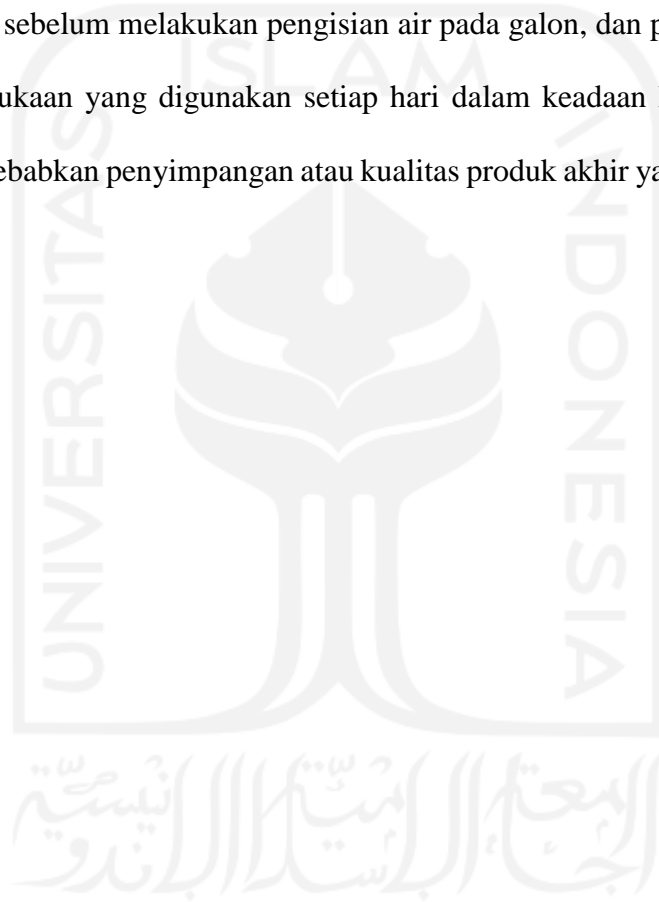 sebelum melakukan pengisian air pada galon, dan p
ukaan yang digunakan setiap hari dalam keadaan
ebabkan penyimpangan atau kualitas produk akhir ya
ISLAM
UNIVERSITAS
INDONESIA